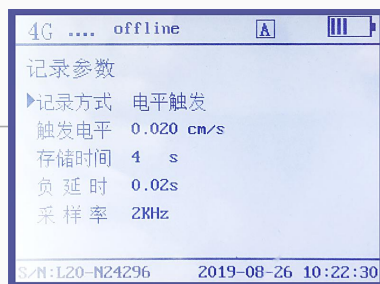 4G .... offline A
记录参数
▶记录方式 电平触发
触发电平 0.020 cm/s
存储时间 4 s
负延时 0.02s
采样率 2KHz
S/N:L20-N24296 2019-08-26 10:22:30